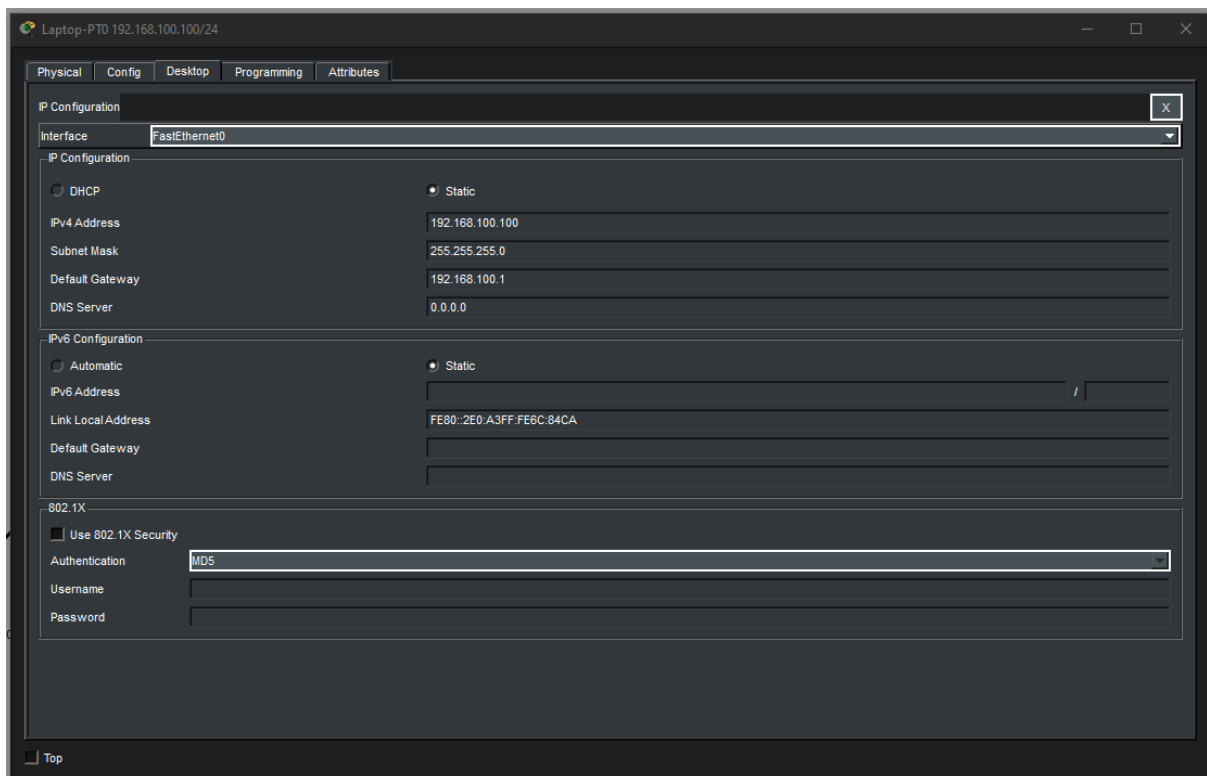 Laptop-PT0 192.168.100.100/24
Physical Config Desktop Programming Attributes
IP Configuration X
Interface FastEthernet0
IP Configuration
DHCP Static
IPv4 Address 192.168.100.100
Subnet Mask 255.255.255.0
Default Gateway 192.168.100.1
DNS Server 0.0.0.0
IPv6 Configuration
Automatic Static
IPv6 Address /
Link Local Address FE80::2E0:A3FF:FE6C:84CA
Default Gateway
DNS Server
802.1X
Use 802.1X Security
Authentication MD5
Username
Password
Top